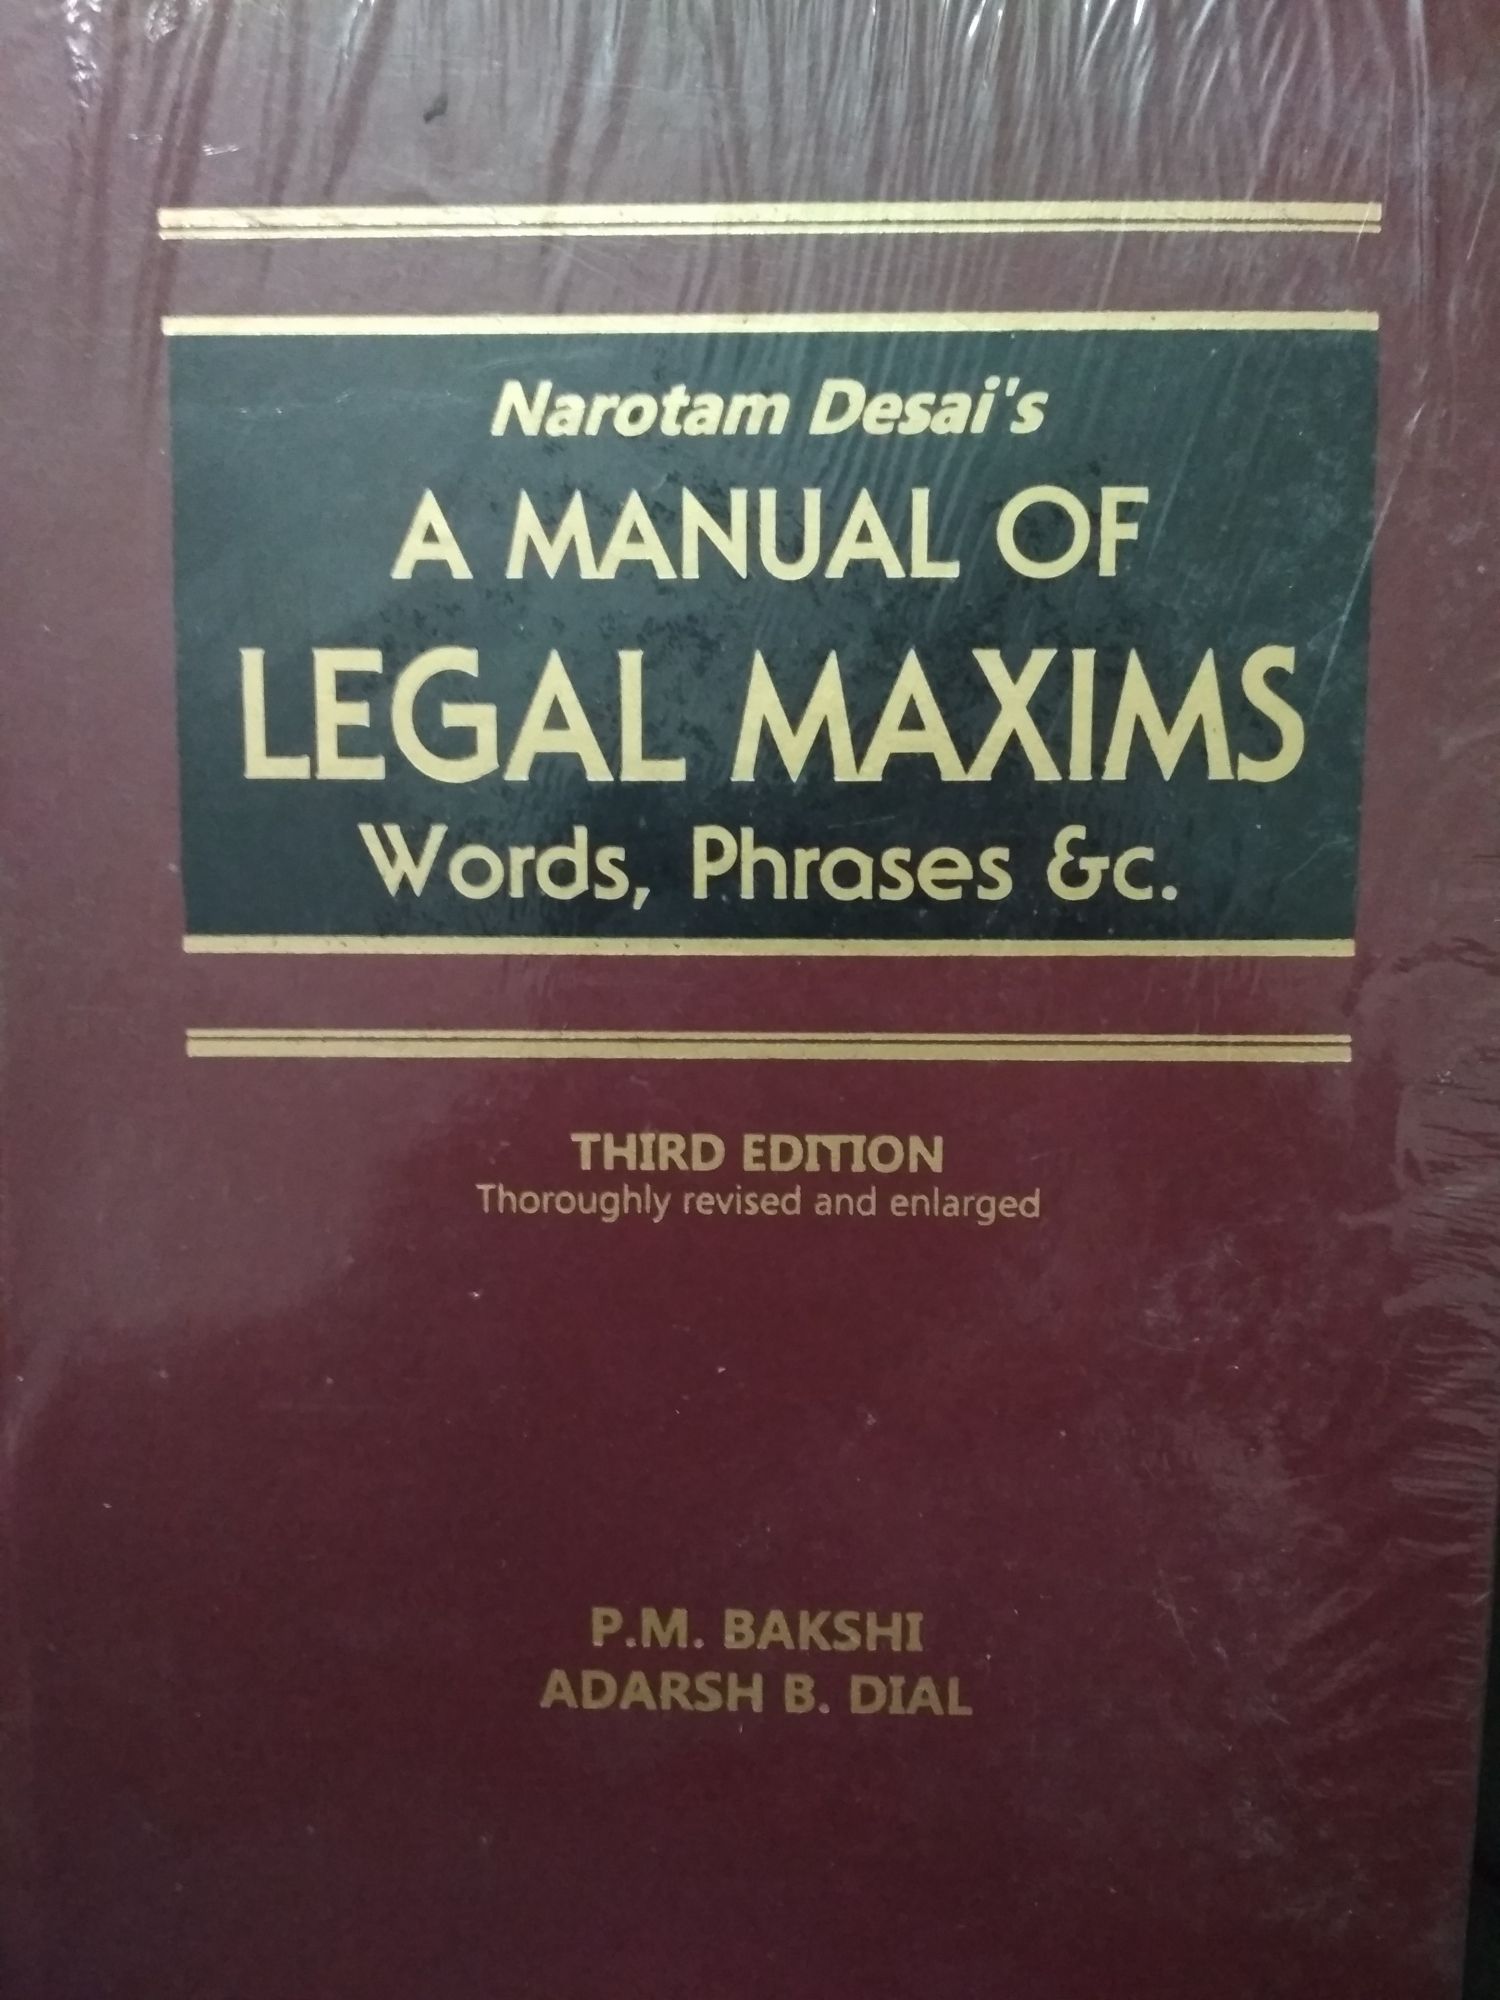 Narotam Desai's
A MANUAL OF
LEGAL MAXIMS
Words, Phrases &c.
THIRD EDITION
Thoroughly revised and enlarged
P.M. BAKSHI
ADARSH B. DIAL